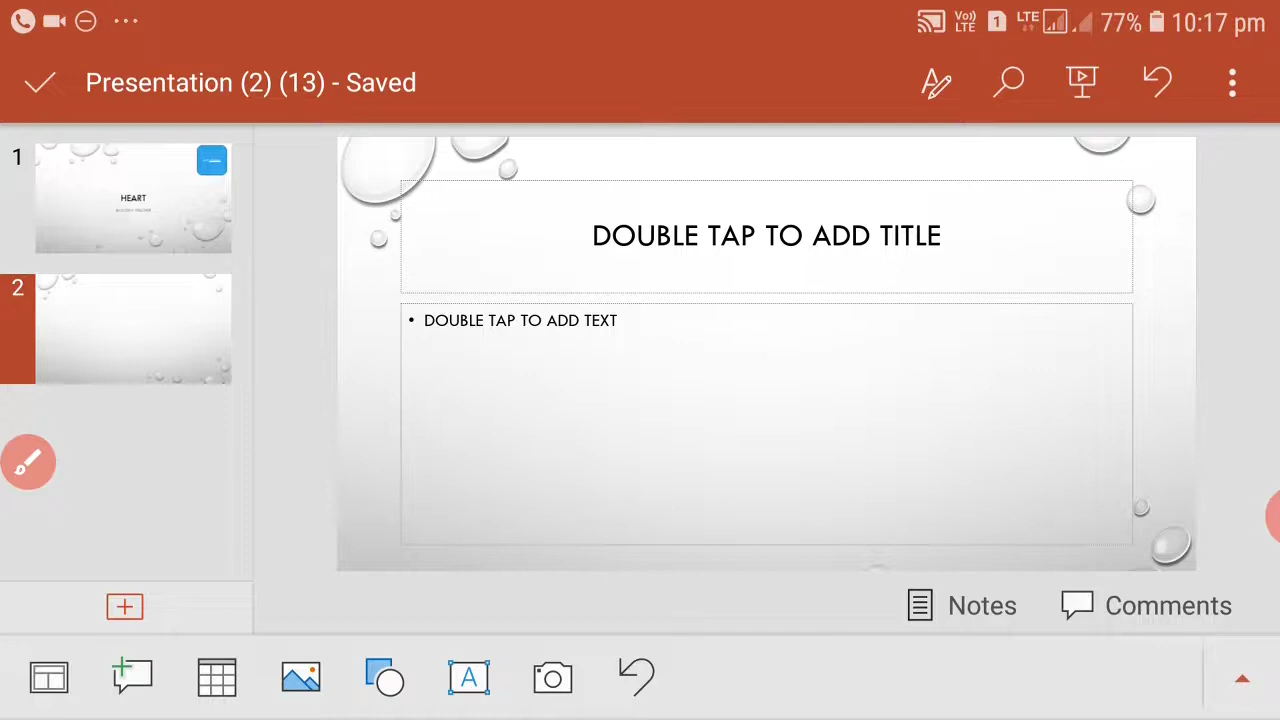 Vo)) LTE 1 LTE 77% 10:17 pm
Presentation (2) (13) - Saved
1
HEART
2
DOUBLE TAP TO ADD TITLE
• DOUBLE TAP TO ADD TEXT
Notes Comments
A